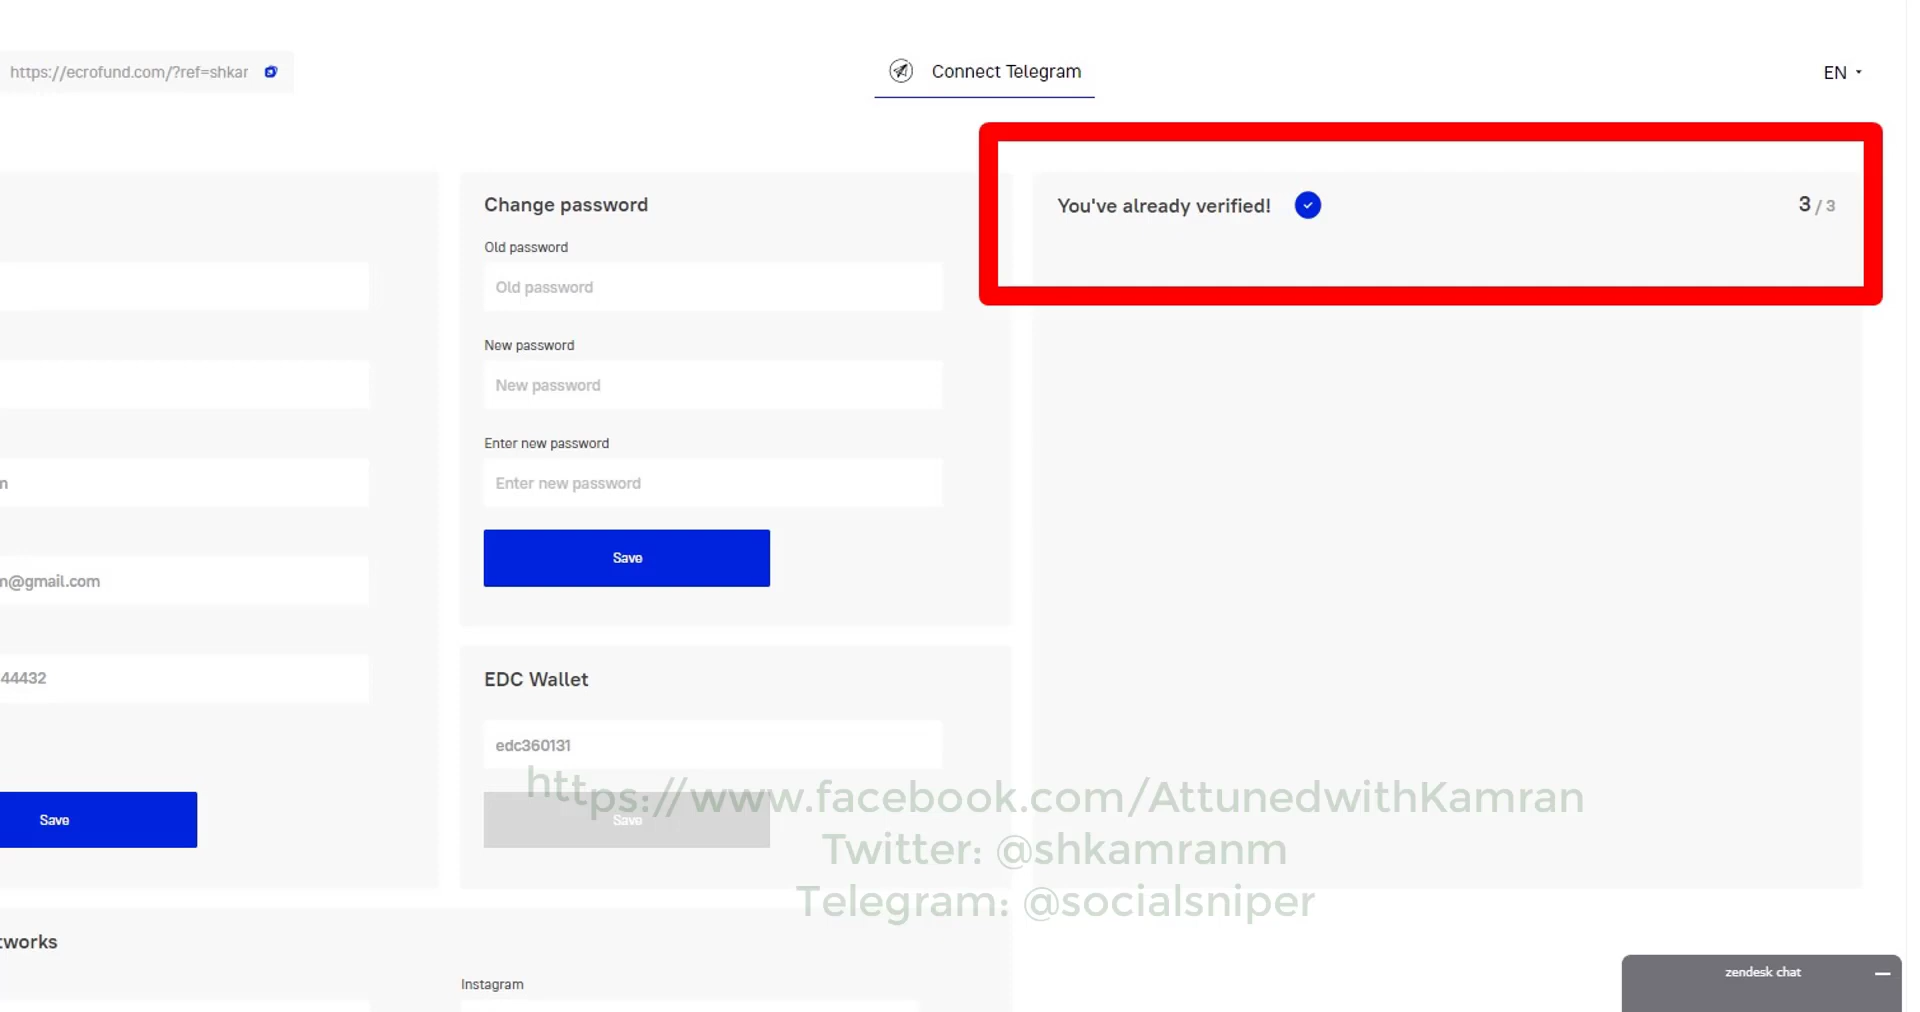 https://ecrofund.com/?ref=shkar
Connect Telegram
EN
Change password
Old password
Old password
New password
New password
Enter new password
Enter new password
Save
You've already verified!
3 / 3
m@gmail.com
44432
Save
EDC Wallet
edc360131
Save
https://www.facebook.com/AttunedwithKamran
Twitter: @shkamranm
Telegram: @socialsniper
tworks
Instagram
zendesk chat